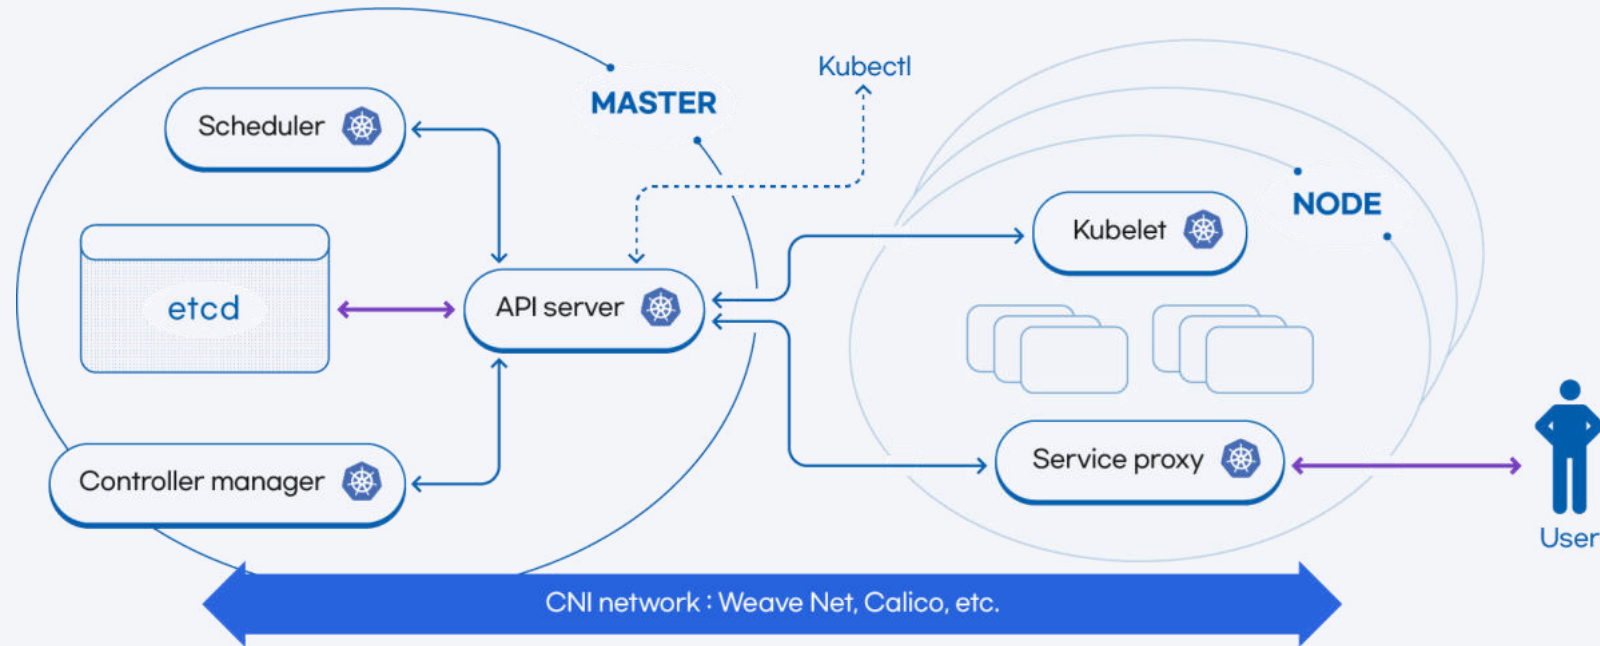 Kubectl
MASTER
Scheduler
NODE
Kubelet
etcd
API server
Service proxy
Controller manager
User
CNI network : Weave Net, Calico, etc.